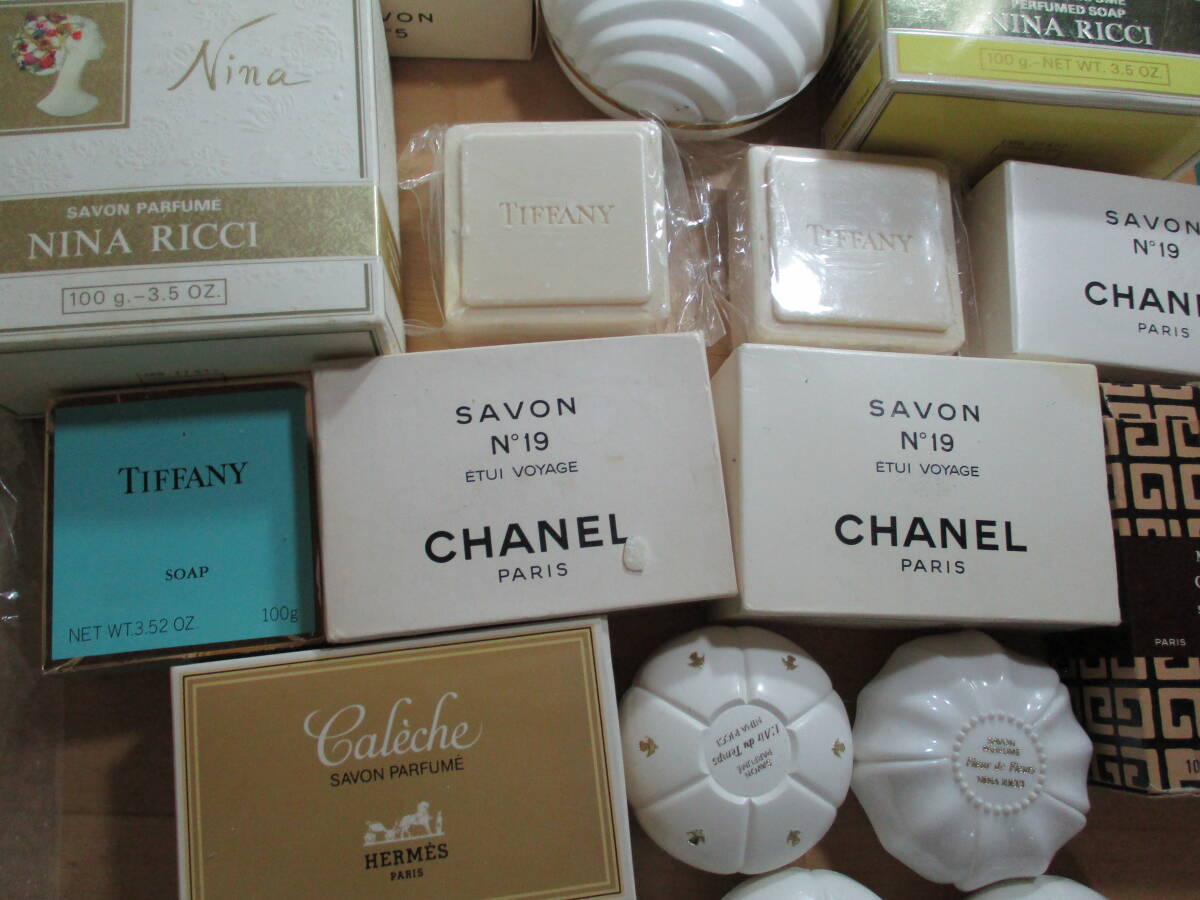 Nina
SAVON PARFUMÉ
NINA RICCI
100 g.-3.5 OZ.
PERFUMED SOAP
NINA RICCI
100 g.-NET WT. 3.5 OZ.
TIFFANY
TIFFANY
SAVON
N°19
CHAN
PARIS
TIFFANY
SOAP
NET WT.3.52 OZ.
100g
SAVON
N°19
ÉTUI VOYAGE
CHANEL
PARIS
SAVON
N°19
ÉTUI VOYAGE
CHANEL
PARIS
PARIS
Calèche
SAVON PARFUMÉ
HERMÈS
PARIS
SAVON
PARFUMÉ
L'Air du Temps
NINA RICCI
SAVON
PARFUMÉ
Fleur de Fleurs
NINA RICCI